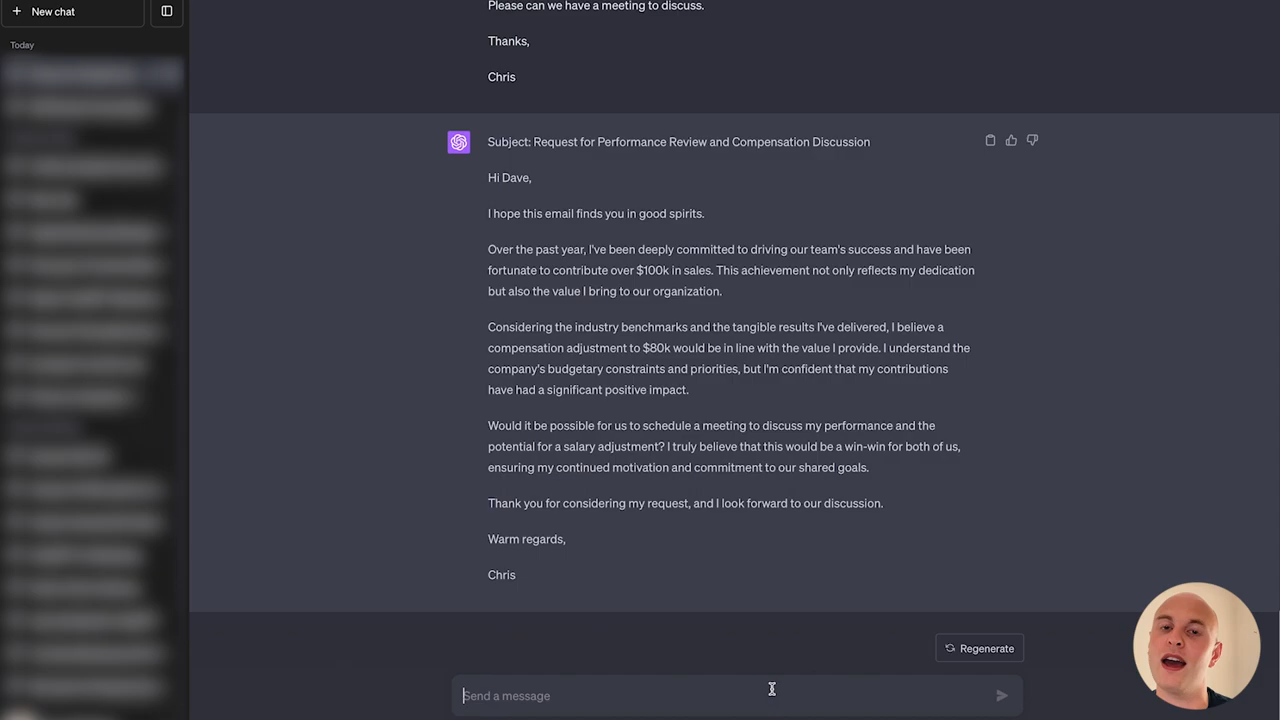 New chat
Today
Please can we have a meeting to discuss.
Thanks,
Chris
Subject: Request for Performance Review and Compensation Discussion
Hi Dave,
I hope this email finds you in good spirits.
Over the past year, I've been deeply committed to driving our team's success and have been
fortunate to contribute over $100k in sales. This achievement not only reflects my dedication
but also the value I bring to our organization.
Considering the industry benchmarks and the tangible results I've delivered, I believe a
compensation adjustment to $80k would be in line with the value I provide. I understand the
company's budgetary constraints and priorities, but I'm confident that my contributions
have had a significant positive impact.
Would it be possible for us to schedule a meeting to discuss my performance and the
potential for a salary adjustment? I truly believe that this would be a win-win for both of us,
ensuring my continued motivation and commitment to our shared goals.
Thank you for considering my request, and I look forward to our discussion.
Warm regards,
Chris
Regenerate
Send a message